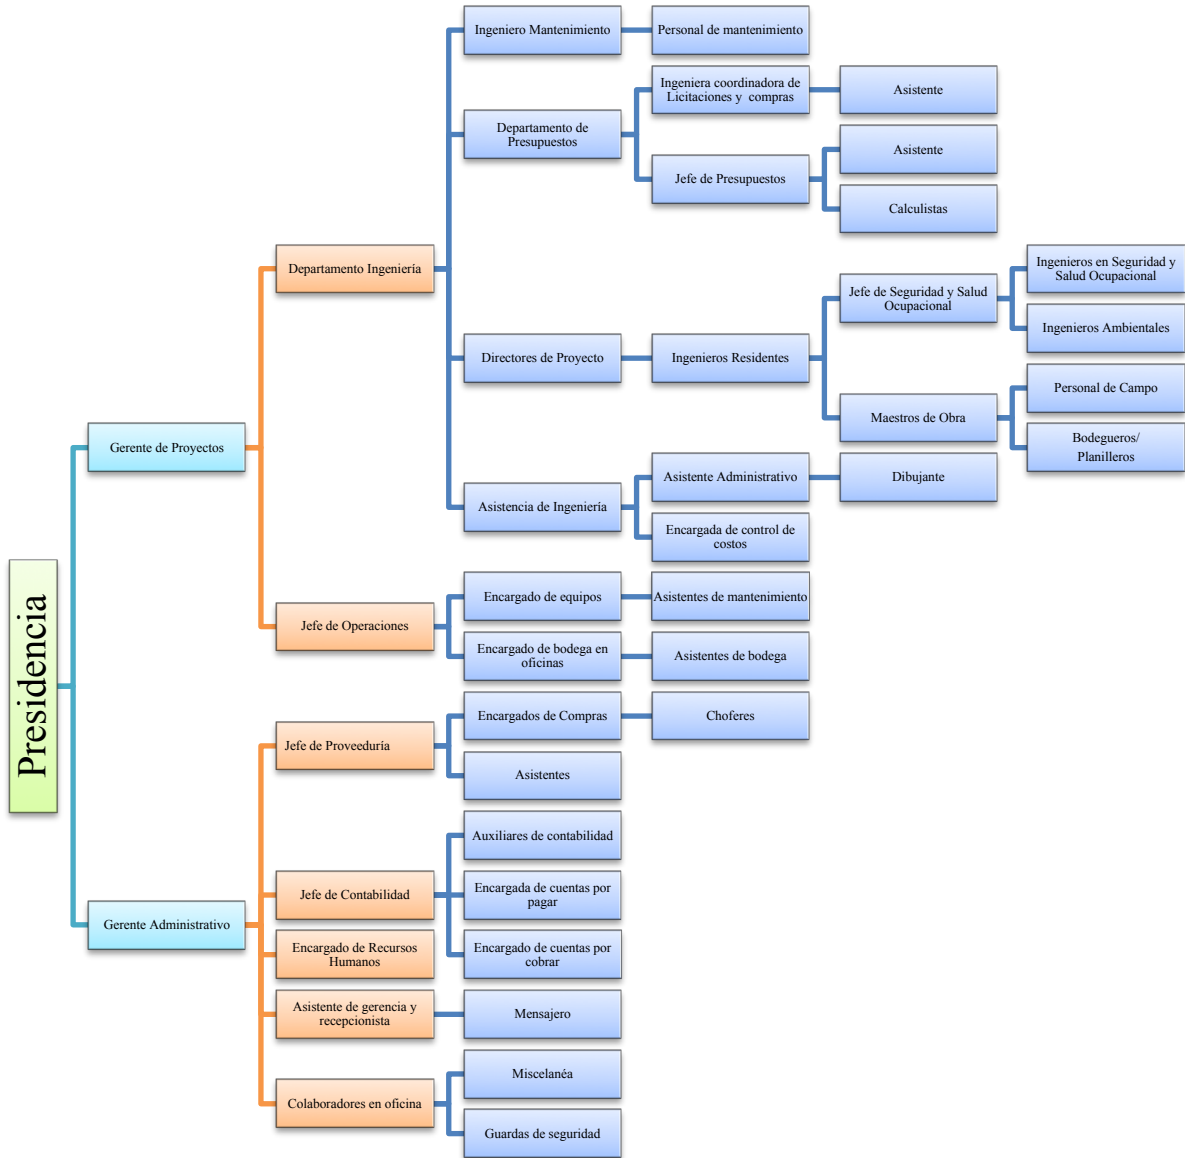 Presidencia
Gerente de Proyectos
Departamento Ingeniería
Ingeniero Mantenimiento
Personal de mantenimiento
Departamento de
Presupuestos
Ingeniera coordinadora de
Licitaciones y compras
Asistente
Jefe de Presupuestos
Asistente
Calculistas
Directores de Proyecto
Ingenieros Residentes
Jefe de Seguridad y Salud
Ocupacional
Ingenieros en Seguridad y
Salud Ocupacional
Ingenieros Ambientales
Maestros de Obra
Personal de Campo
Bodegueros/
Planilleros
Asistencia de Ingeniería
Asistente Administrativo
Dibujante
Encargada de control de
costos
Jefe de Operaciones
Encargado de equipos
Asistentes de mantenimiento
Encargado de bodega en
oficinas
Asistentes de bodega
Gerente Administrativo
Jefe de Proveeduría
Encargados de Compras
Choferes
Asistentes
Jefe de Contabilidad
Auxiliares de contabilidad
Encargada de cuentas por
pagar
Encargado de cuentas por
cobrar
Encargado de Recursos
Humanos
Asistente de gerencia y
recepcionista
Mensajero
Colaboradores en oficina
Miscelanéa
Guardas de seguridad